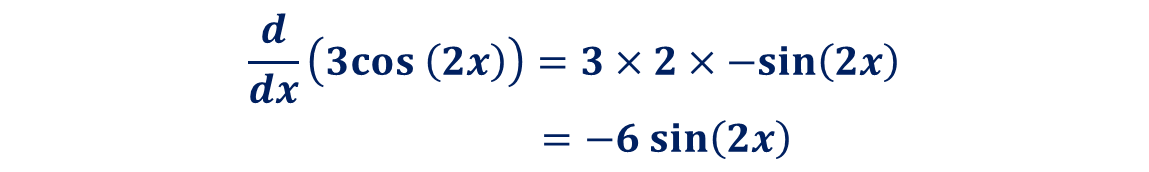 d/dx (3cos (2x)) = 3 × 2 × −sin(2x)
= −6 sin(2x)